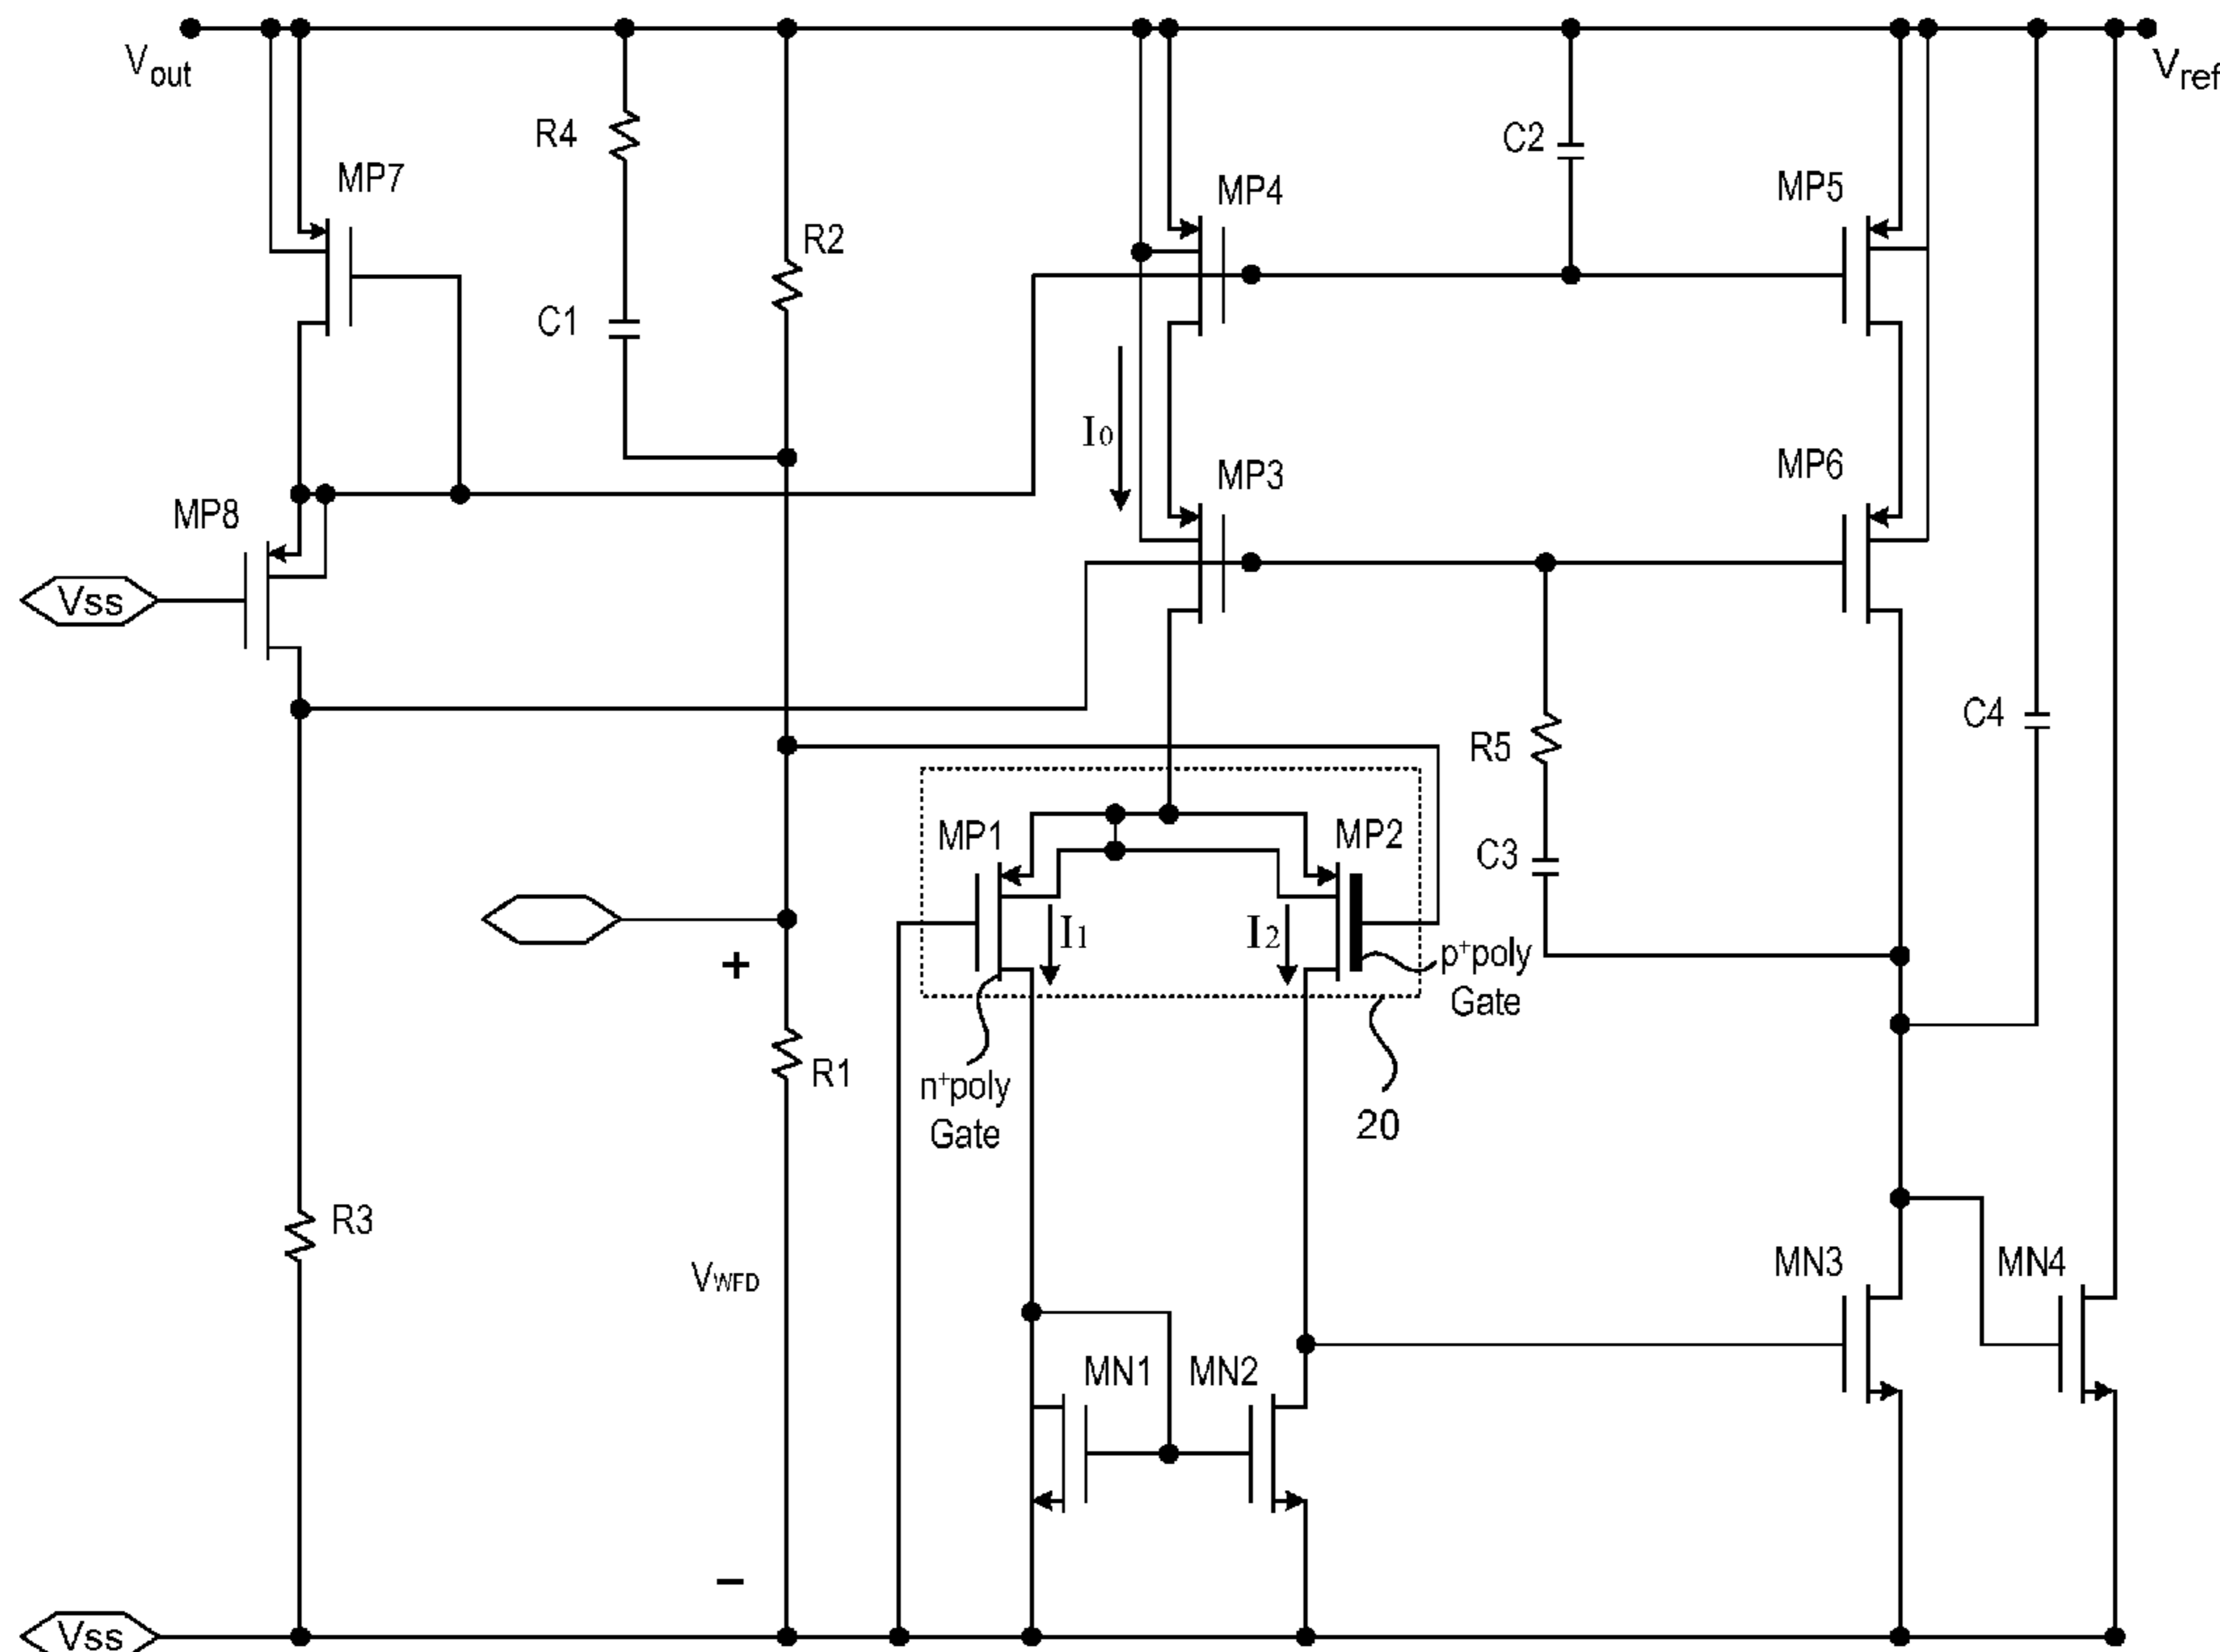 Vout
Vref
R4
C2
MP7
MP4
MP5
R2
C1
I0
MP3
MP6
MP8
Vss
C4
R5
MP1
MP2
C3
I1
I2
+
p+poly
Gate
R1
n+poly
Gate
20
R3
VWFD
MN3
MN4
MN1
MN2
−
Vss